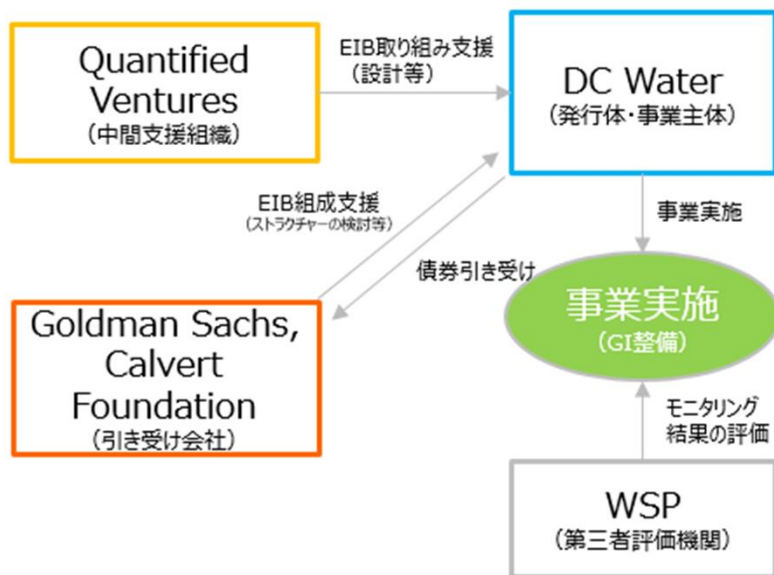 Quantified
Ventures
（中間支援組織）
EIB取り組み支援
（設計等）
DC Water
（発行体・事業主体）
EIB組成支援
（ストラクチャーの検討等）
債券引き受け
事業実施
Goldman Sachs,
Calvert
Foundation
（引き受け会社）
事業実施
（GI整備）
モニタリング
結果の評価
WSP
（第三者評価機関）